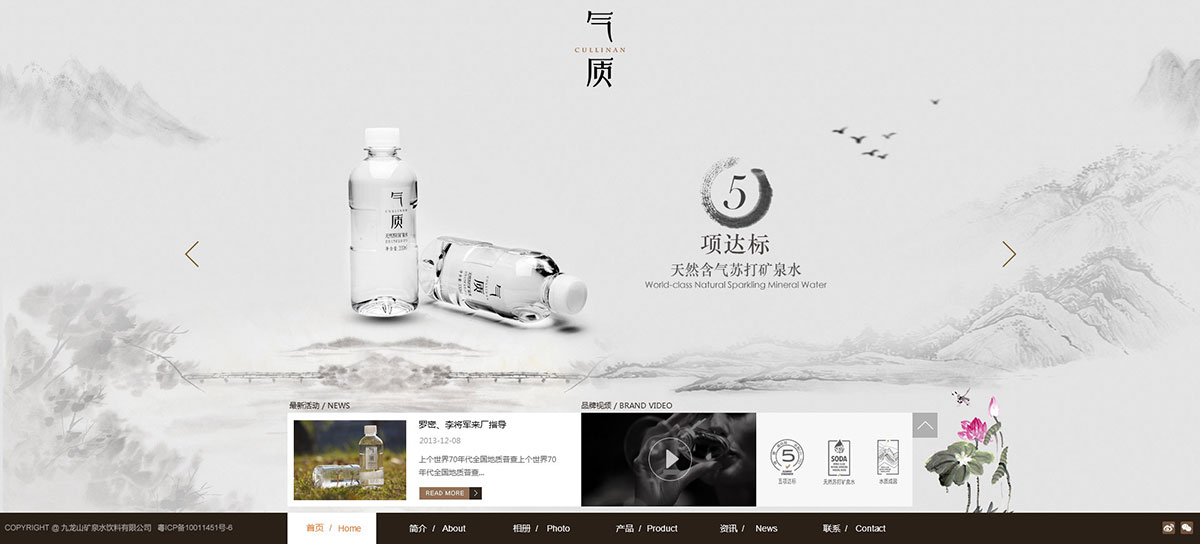 气
CULLINAN
质
气
CULLINAN
质
5
项达标
天然含气苏打矿泉水
World-class Natural Sparkling Mineral Water
最新活动 / NEWS
品牌视频 / BRAND VIDEO
罗密、李将军来厂指导
2013-12-08
上个世界70年代全国地质普查上个世界70
年代全国地质普查...
READ MORE
5
五项达标
SODA
天然苏打矿泉水
水质成因
COPYRIGHT @ 九龙山矿泉水饮料有限公司 粤ICP备10011451号-6
首页 / Home
简介 / About
相册 / Photo
产品 / Product
资讯 / News
联系 / Contact